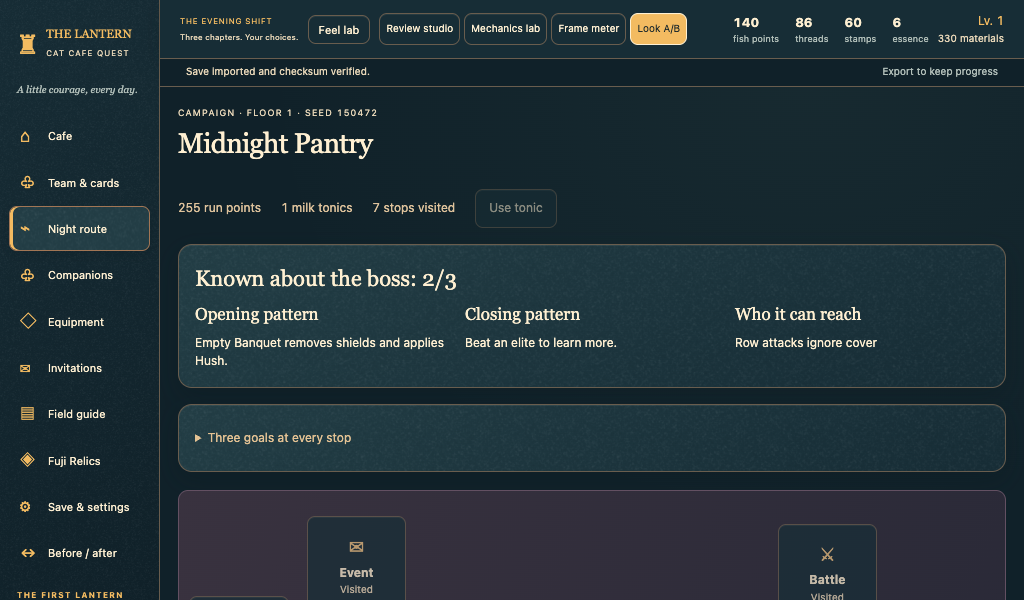 THE LANTERN
CAT CAFE QUEST
A little courage, every day.
Cafe
Team & cards
Night route
Companions
Equipment
Invitations
Field guide
Fuji Relics
Save & settings
Before / after
THE FIRST LANTERN
THE EVENING SHIFT
Three chapters. Your choices.
Feel lab
Review studio
Mechanics lab
Frame meter
Look A/B
140
fish points
86
threads
60
stamps
6
essence
Lv. 1
330 materials
Save imported and checksum verified.
Export to keep progress
CAMPAIGN · FLOOR 1 · SEED 150472
Midnight Pantry
255 run points
1 milk tonics
7 stops visited
Use tonic
Known about the boss: 2/3
Opening pattern
Empty Banquet removes shields and applies
Hush.
Closing pattern
Beat an elite to learn more.
Who it can reach
Row attacks ignore cover
Three goals at every stop
Event
Visited
Battle
Visited